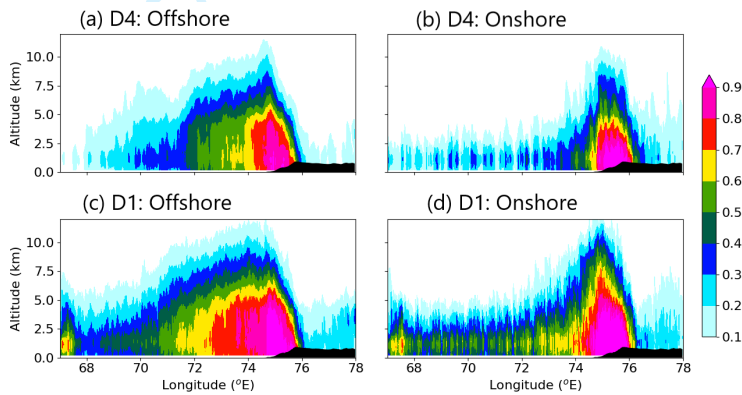 (a) D4: Offshore
(b) D4: Onshore
Altitude (km)
10.0
7.5
5.0
2.5
0.0
(c) D1: Offshore
(d) D1: Onshore
Altitude (km)
10.0
7.5
5.0
2.5
0.0
68 70 72 74 76 78
Longitude (°E)
68 70 72 74 76 78
Longitude (°E)
0.9
0.8
0.7
0.6
0.5
0.4
0.3
0.2
0.1